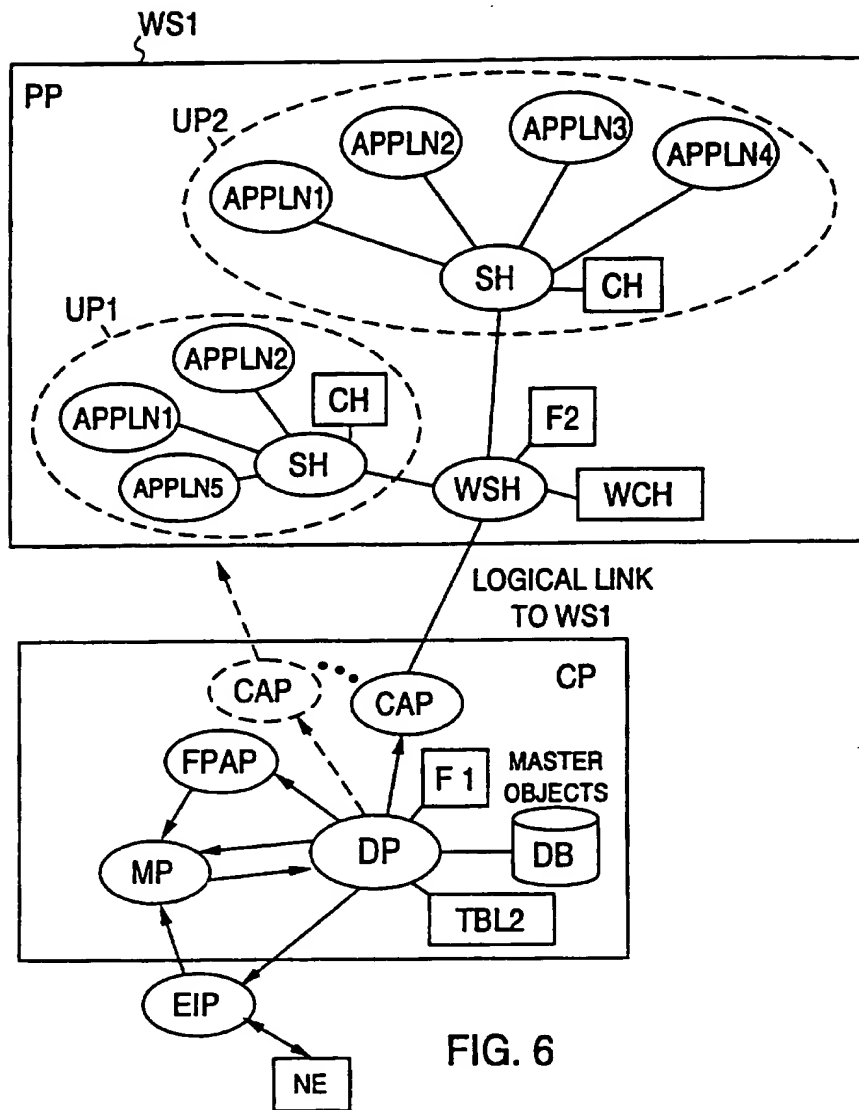 WS1
PP
UP2
APPLN1
APPLN2
APPLN3
APPLN4
SH
CH
UP1
APPLN2
APPLN1
APPLN5
CH
SH
F2
WSH
WCH
LOGICAL LINK
TO WS1
CP
CAP
CAP
FPAP
F 1
MASTER
OBJECTS
MP
DP
DB
TBL2
EIP
NE
FIG. 6